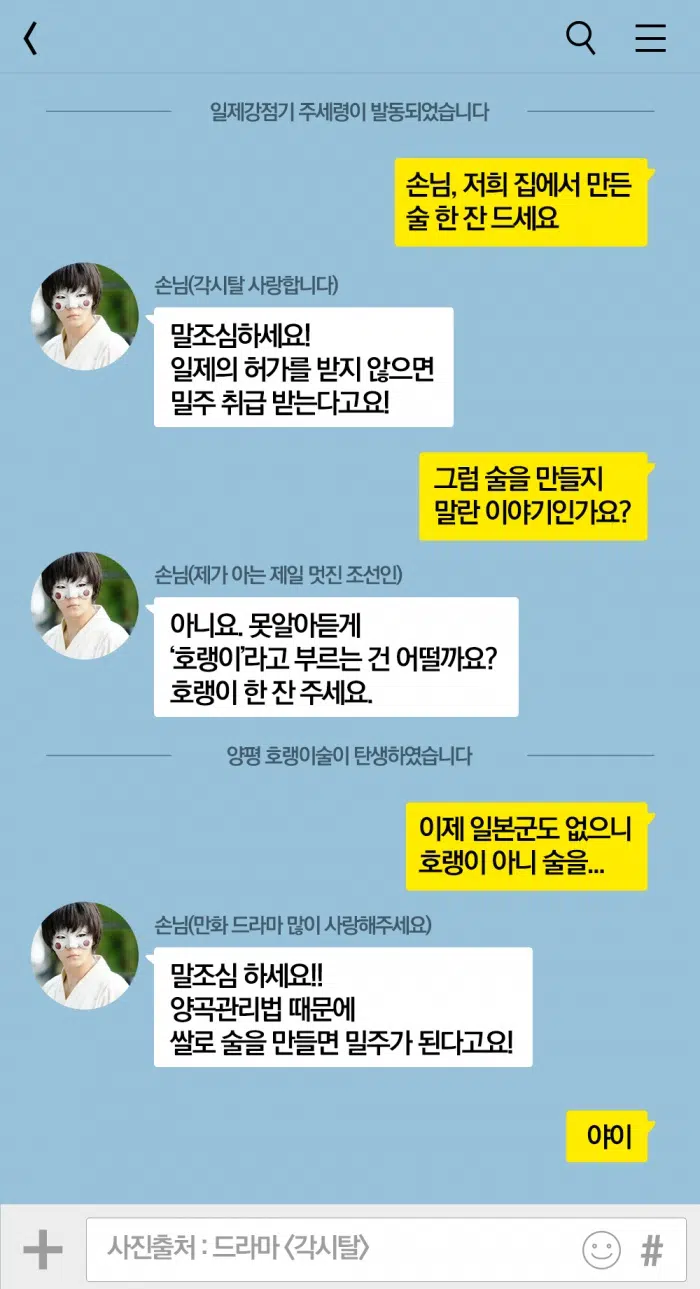 일제강점기 주세령이 발동되었습니다
손님, 저희 집에서 만든
술 한 잔 드세요
손님(각시탈 사랑합니다)
말조심하세요!
일제의 허가를 받지 않으면
밀주 취급 받는다고요!
그럼 술을 만들지
말란 이야기인가요?
손님(제가 아는 제일 멋진 조선인)
아니요. 못알아듣게
‘호랭이’라고 부르는 건 어떨까요?
호랭이 한 잔 주세요.
양평 호랭이술이 탄생하였습니다
이제 일본군도 없으니
호랭이 아니 술을...
손님(만화 드라마 많이 사랑해주세요)
말조심 하세요!!
양곡관리법 때문에
쌀로 술을 만들면 밀주가 된다고요!
야이
사진출처 : 드라마 〈각시탈〉
#